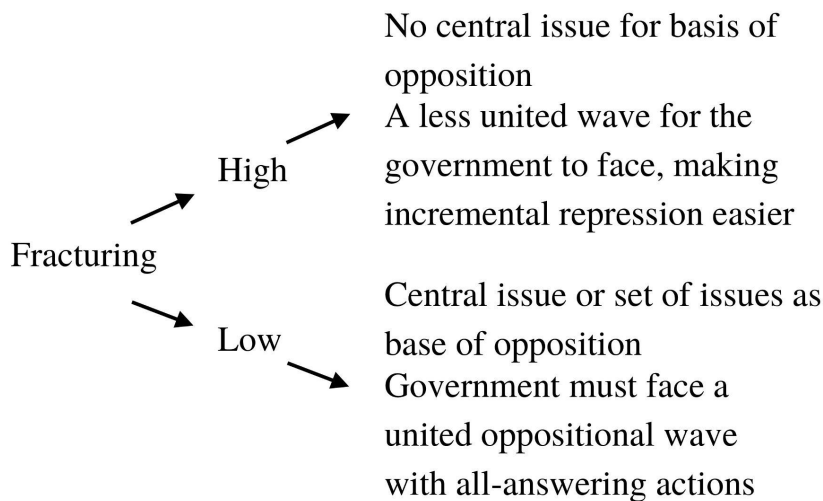 No central issue for basis of
opposition
A less united wave for the
government to face, making
incremental repression easier
High
Fracturing
Central issue or set of issues as
base of opposition
Low
Government must face a
united oppositional wave
with all-answering actions